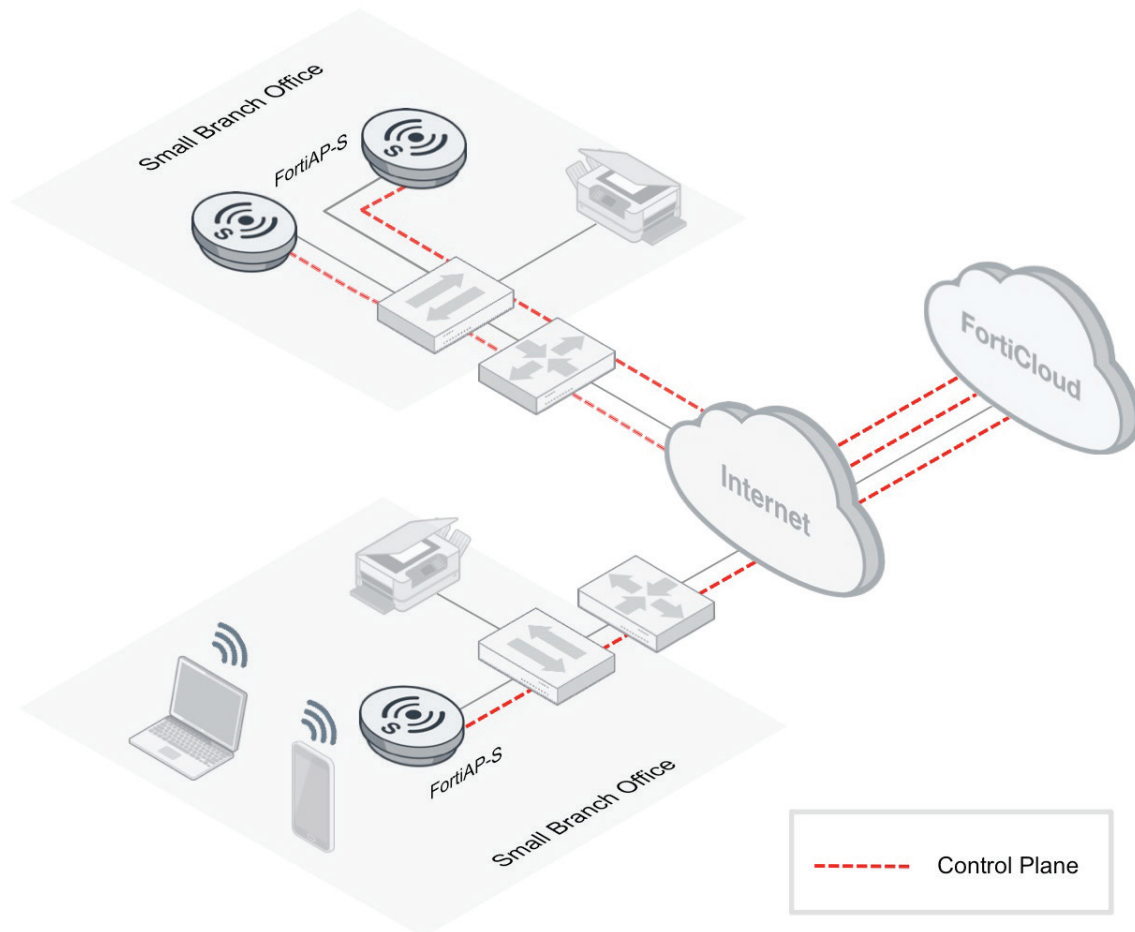 Small Branch Office
FortiAP-S
S
S
FortiCloud
Internet
S
FortiAP-S
Small Branch Office
Control Plane